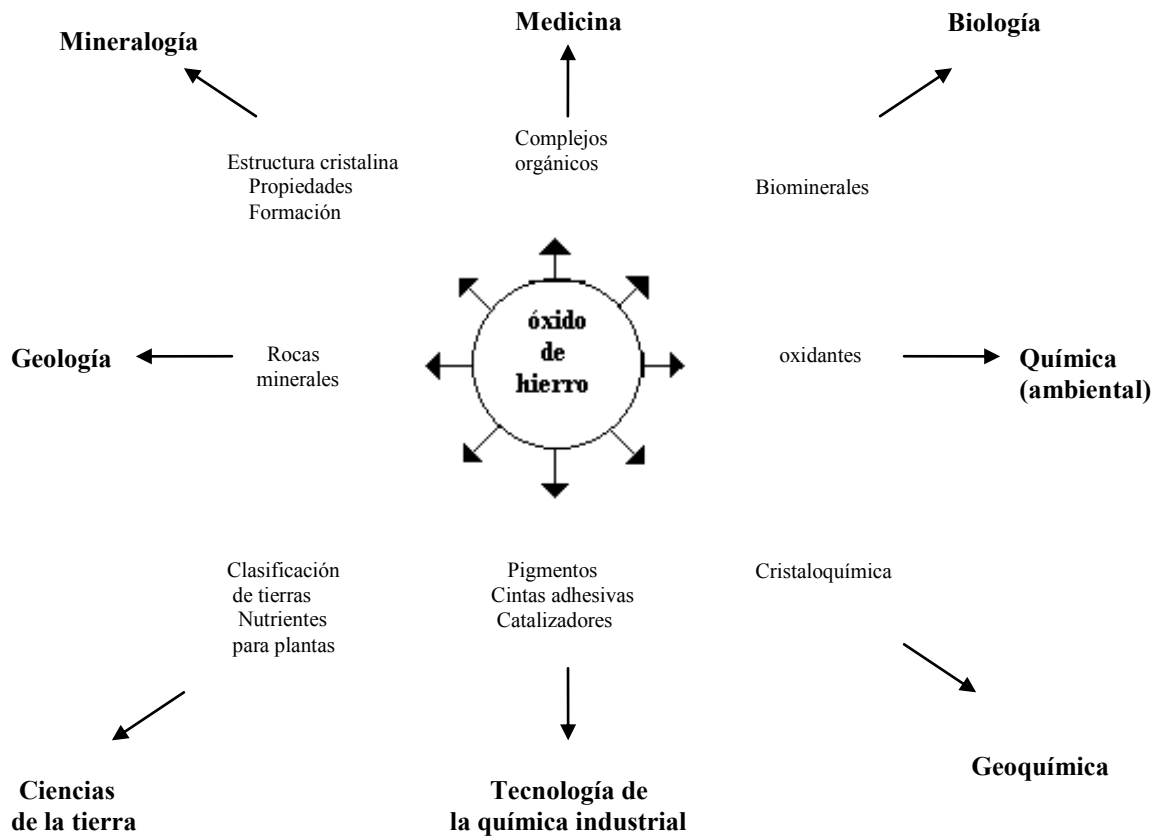 Medicina
Biología
Mineralogía
Complejos
orgánicos
Estructura cristalina
Propiedades
Formación
Biominerales
óxido
de
hierro
Geología
Rocas
minerales
oxidantes
Química
(ambiental)
Clasificación
de tierras
Nutrientes
para plantas
Pigmentos
Cintas adhesivas
Catalizadores
Cristaloquímica
Ciencias
de la tierra
Tecnología de
la química industrial
Geoquímica